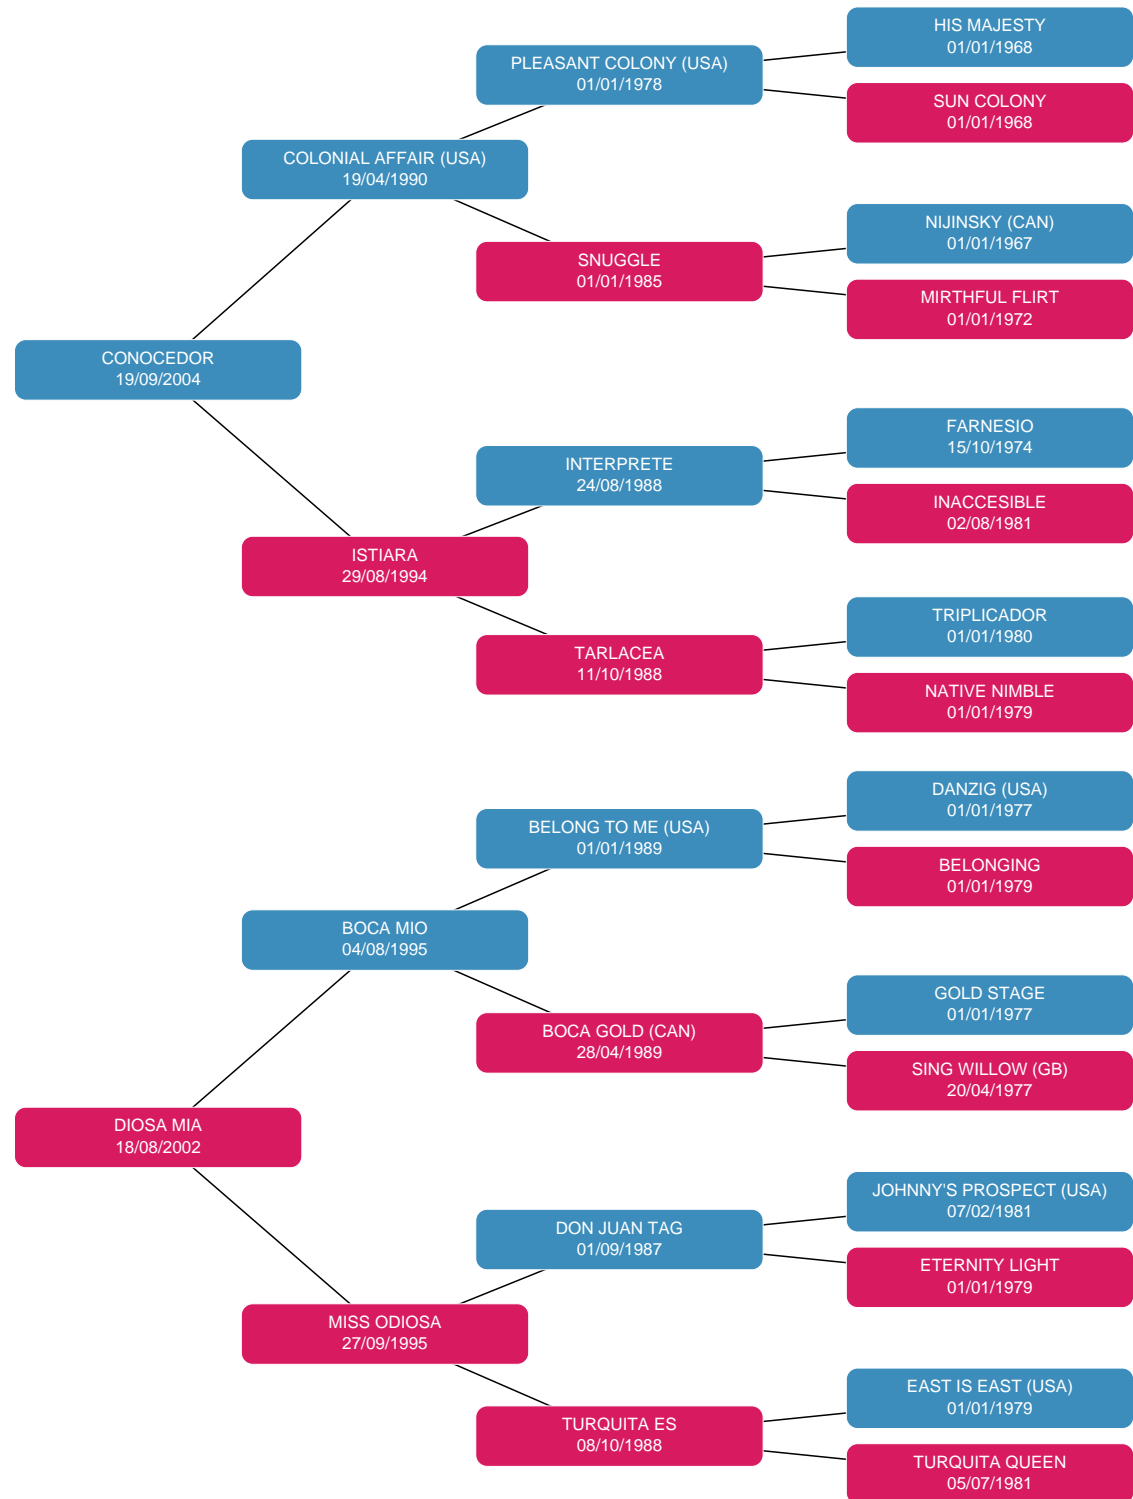 HIS MAJESTY
01/01/1968
PLEASANT COLONY (USA)
01/01/1978
SUN COLONY
01/01/1968
COLONIAL AFFAIR (USA)
19/04/1990
NIJINSKY (CAN)
01/01/1967
SNUGGLE
01/01/1985
MIRTHFUL FLIRT
01/01/1972
CONOCEDOR
19/09/2004
FARNESIO
15/10/1974
INTERPRETE
24/08/1988
INACCESIBLE
02/08/1981
ISTIARA
29/08/1994
TRIPLICADOR
01/01/1980
TARLACEA
11/10/1988
NATIVE NIMBLE
01/01/1979
DANZIG (USA)
01/01/1977
BELONG TO ME (USA)
01/01/1989
BELONGING
01/01/1979
BOCA MIO
04/08/1995
GOLD STAGE
01/01/1977
BOCA GOLD (CAN)
28/04/1989
SING WILLOW (GB)
20/04/1977
DIOSA MIA
18/08/2002
JOHNNY'S PROSPECT (USA)
07/02/1981
DON JUAN TAG
01/09/1987
ETERNITY LIGHT
01/01/1979
MISS ODIOSA
27/09/1995
EAST IS EAST (USA)
01/01/1979
TURQUITA ES
08/10/1988
TURQUITA QUEEN
05/07/1981